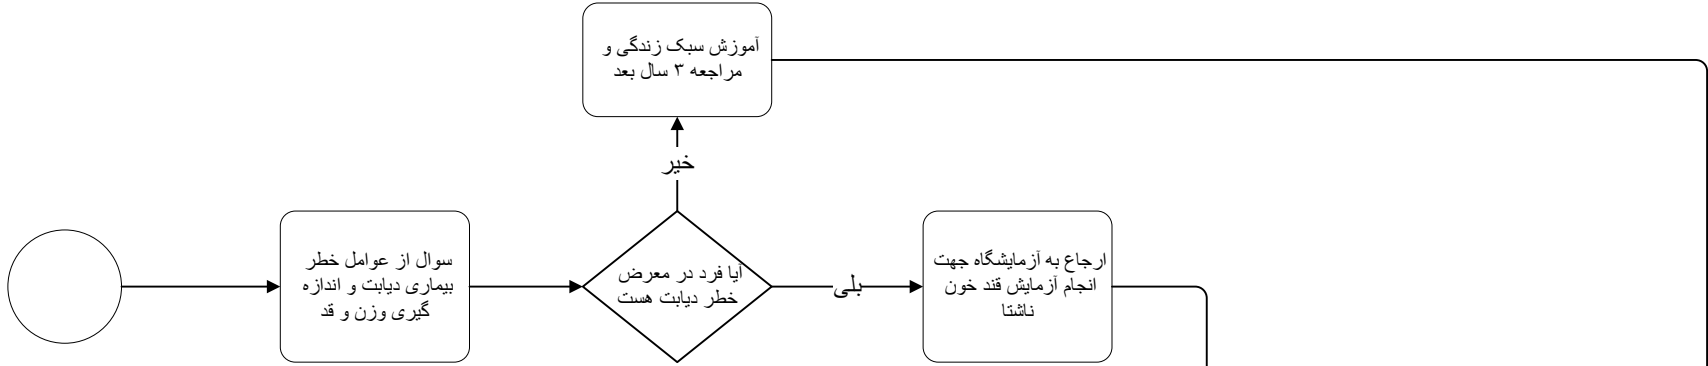 آموزش سبک زندگی و
مراجعه ۳ سال بعد
خیر
سوال از عوامل خطر
بیماری دیابت و اندازه
گیری وزن و قد
آیا فرد در معرض
خطر دیابت هست
بلی
ارجاع به آزمایشگاه جهت
انجام آزمایش قند خون
ناشتا